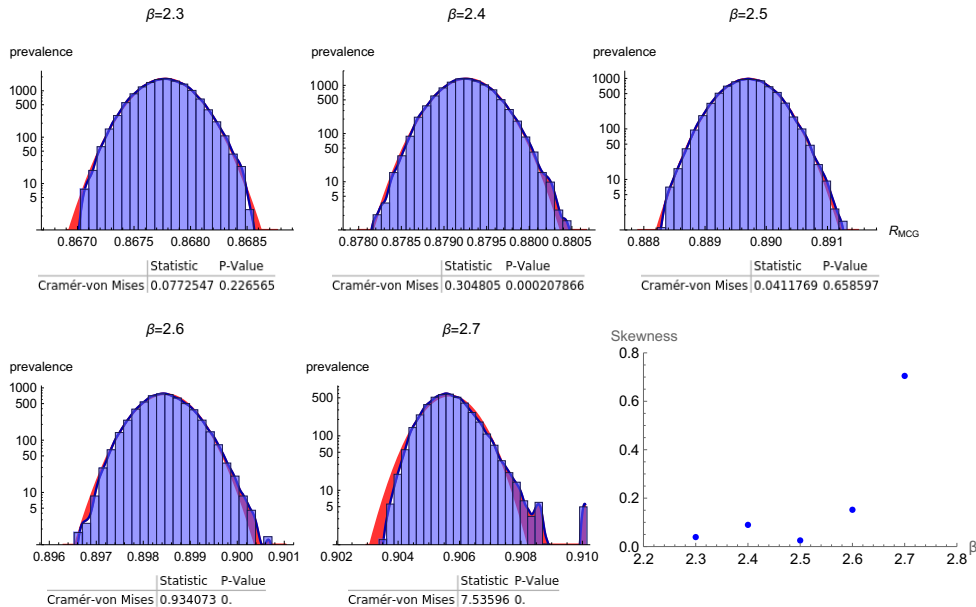 β=2.3
β=2.4
β=2.5
prevalence
prevalence
prevalence
1000
500
100
50
10
5
0.8670 0.8675 0.8680 0.8685
1000
500
100
50
10
5
0.8780 0.8785 0.8790 0.8795 0.8800 0.8805
1000
500
100
50
10
5
0.888 0.889 0.890 0.891
R_MCG
Statistic P-Value
Cramér-von Mises 0.0772547 0.226565
Statistic P-Value
Cramér-von Mises 0.304805 0.000207866
Statistic P-Value
Cramér-von Mises 0.0411769 0.658597
β=2.6
β=2.7
prevalence
prevalence
1000
500
100
50
10
5
0.896 0.897 0.898 0.899 0.900 0.901
500
100
50
10
5
0.902 0.904 0.906 0.908 0.910
Skewness
0.8
0.6
0.4
0.2
0.0
2.2 2.3 2.4 2.5 2.6 2.7 2.8
β
Statistic P-Value
Cramér-von Mises 0.934073 0.
Statistic P-Value
Cramér-von Mises 7.53596 0.